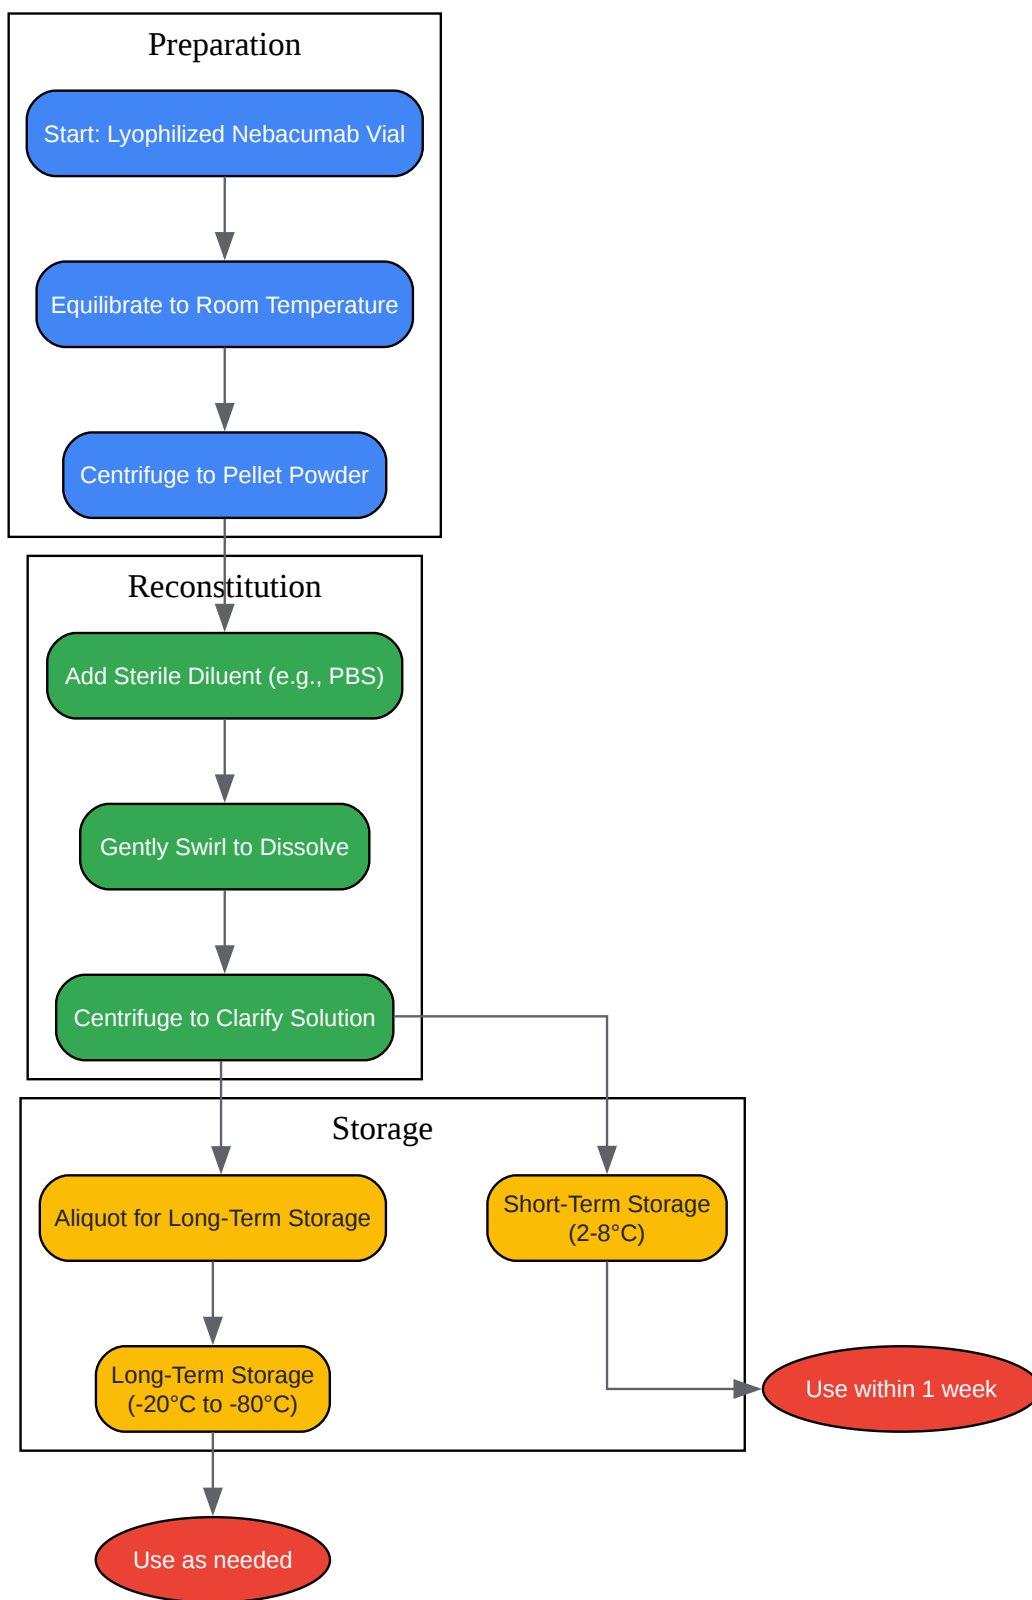 Preparation
Start: Lyophilized Nebacumab Vial
Equilibrate to Room Temperature
Centrifuge to Pellet Powder
Reconstitution
Add Sterile Diluent (e.g., PBS)
Gently Swirl to Dissolve
Centrifuge to Clarify Solution
Storage
Aliquot for Long-Term Storage
Short-Term Storage
(2-8°C)
Long-Term Storage
(-20°C to -80°C)
Use within 1 week
Use as needed